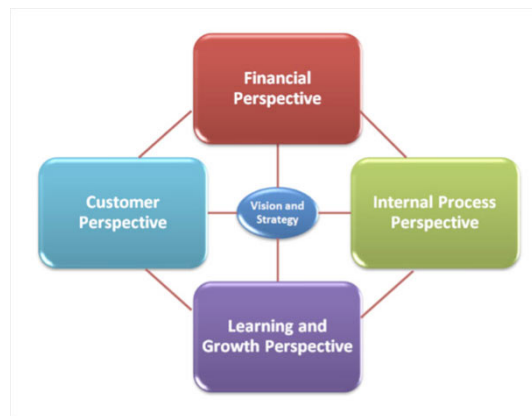 Financial
Perspective
Customer
Perspective
Vision and
Strategy
Internal Process
Perspective
Learning and
Growth Perspective